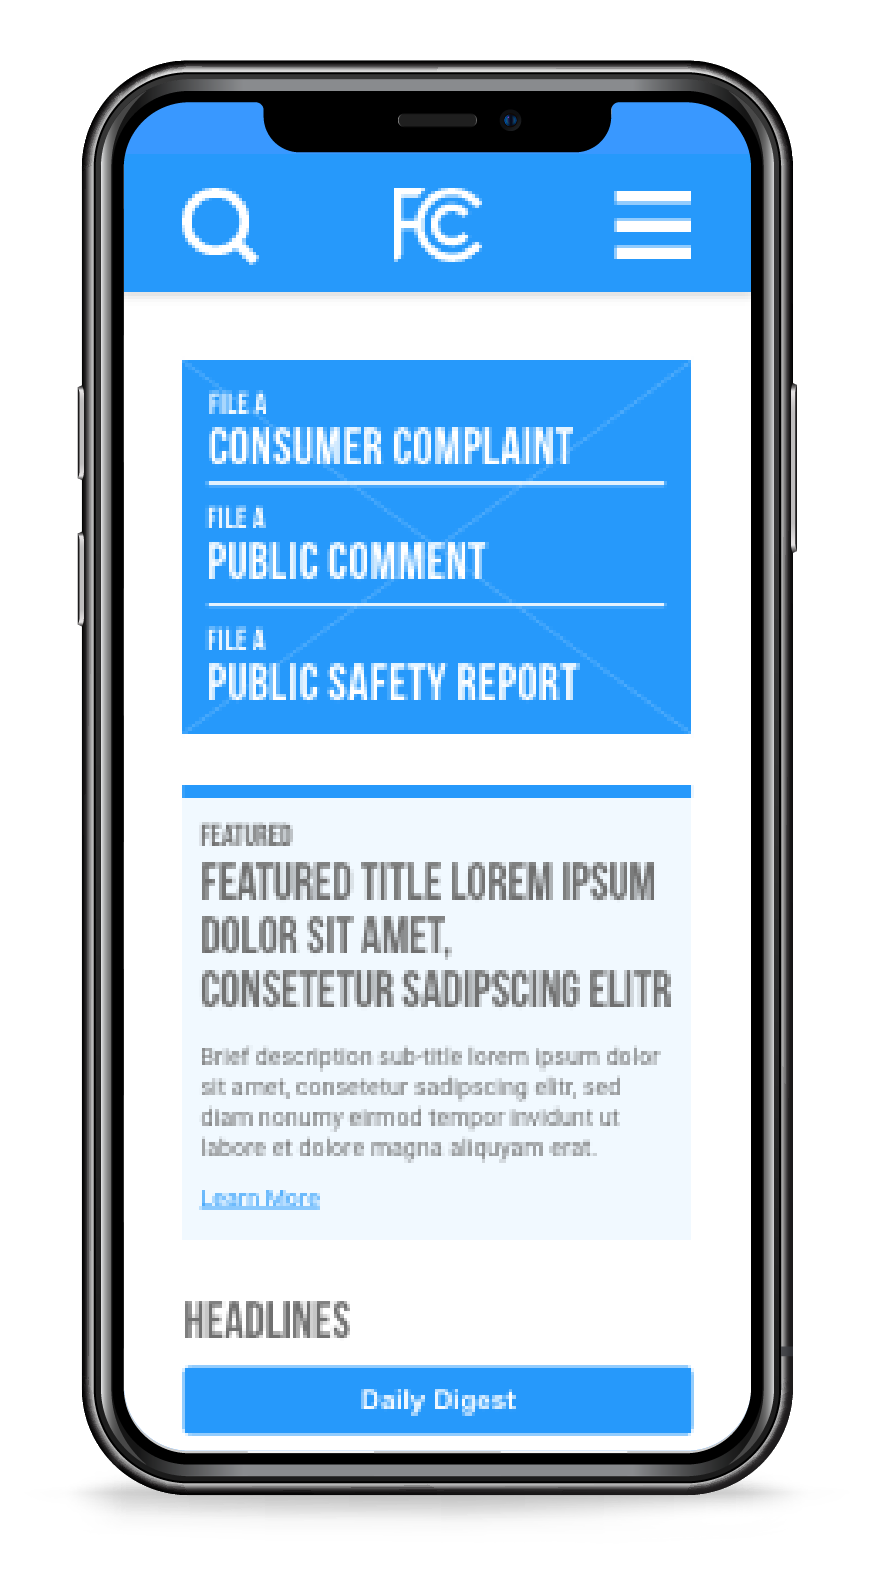 FCC
FILE A
CONSUMER COMPLAINT
FILE A
PUBLIC COMMENT
FILE A
PUBLIC SAFETY REPORT
FEATURED
FEATURED TITLE LOREM IPSUM
DOLOR SIT AMET,
CONSETETUR SADIPSCING ELITR
Brief description sub-title lorem ipsum dolor
sit amet, consetetur sadipscing elitr, sed
diam nonumy eirmod tempor invidunt ut
labore et dolore magna aliquyam erat.
Learn More
HEADLINES
Daily Digest